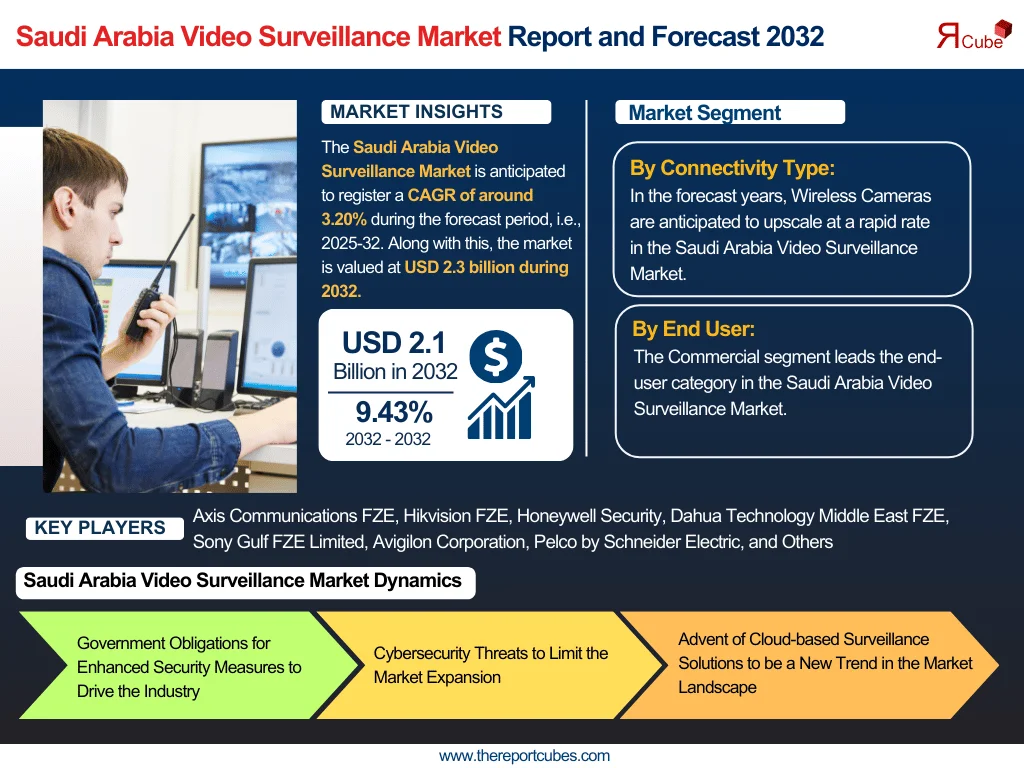 Saudi Arabia Video Surveillance Market Report and Forecast 2032
ЯCube
MARKET INSIGHTS
The Saudi Arabia Video
Surveillance Market is anticipated
to register a CAGR of around
3.20% during the forecast period, i.e.,
2025-32. Along with this, the market
is valued at USD 2.3 billion during
2032.
USD 2.1
Billion in 2032
$
9.43%
2032 - 2032
Market Segment
By Connectivity Type:
In the forecast years, Wireless Cameras
are anticipated to upscale at a rapid rate
in the Saudi Arabia Video Surveillance
Market.
By End User:
The Commercial segment leads the end-
user category in the Saudi Arabia Video
Surveillance Market.
KEY PLAYERS
Axis Communications FZE, Hikvision FZE, Honeywell Security, Dahua Technology Middle East FZE,
Sony Gulf FZE Limited, Avigilon Corporation, Pelco by Schneider Electric, and Others
Saudi Arabia Video Surveillance Market Dynamics
Government Obligations for
Enhanced Security Measures to
Drive the Industry
Cybersecurity Threats to Limit the
Market Expansion
Advent of Cloud-based Surveillance
Solutions to be a New Trend in the Market
Landscape
www.thereportcubes.com